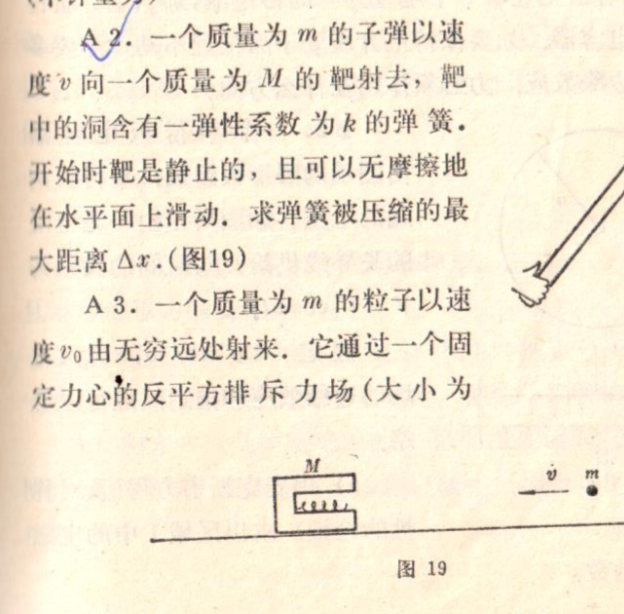 A 2. 一个质量为 m 的子弹以速
度 v 向一个质量为 M 的靶射去，靶
中的洞含有一弹性系数为 k 的弹簧.
开始时靶是静止的，且可以无摩擦地
在水平面上滑动. 求弹簧被压缩的最
大距离 Δx.(图19)
A 3. 一个质量为 m 的粒子以速
度 v₀ 由无穷远处射来. 它通过一个固
定力心的反平方排斥力场(大小为
M
v m
图 19